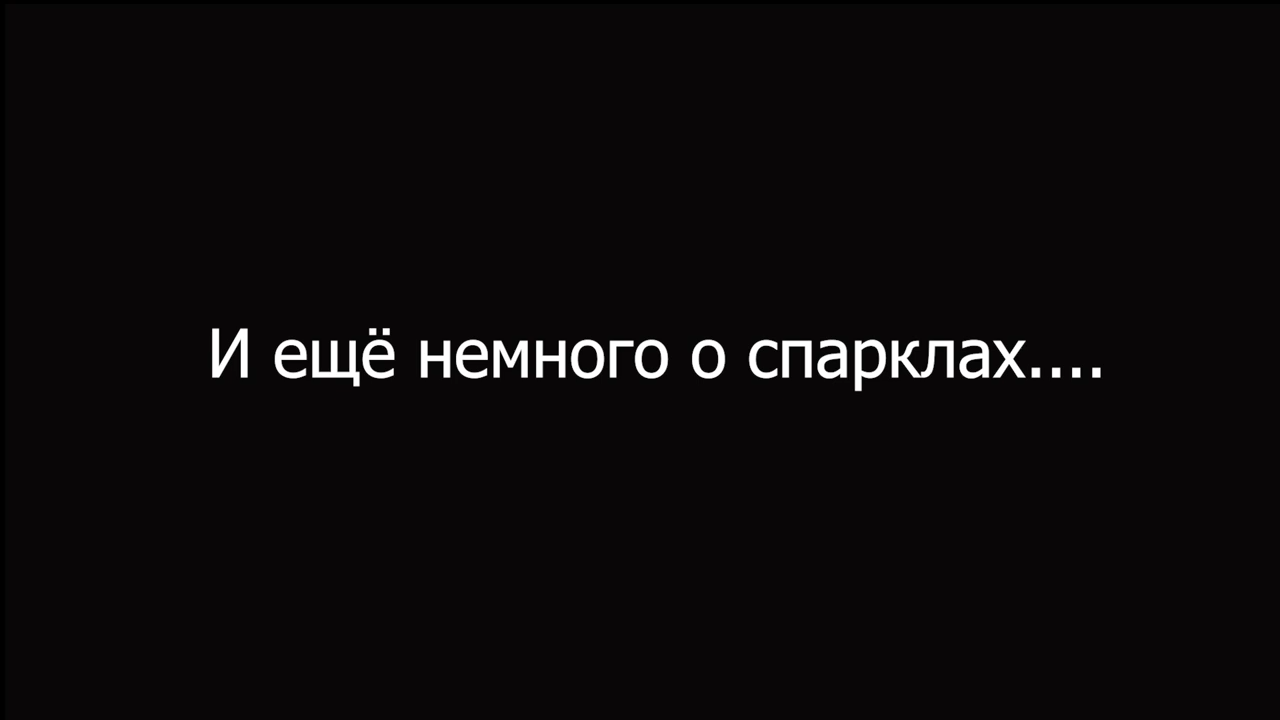 И ещё немного о спарклах....